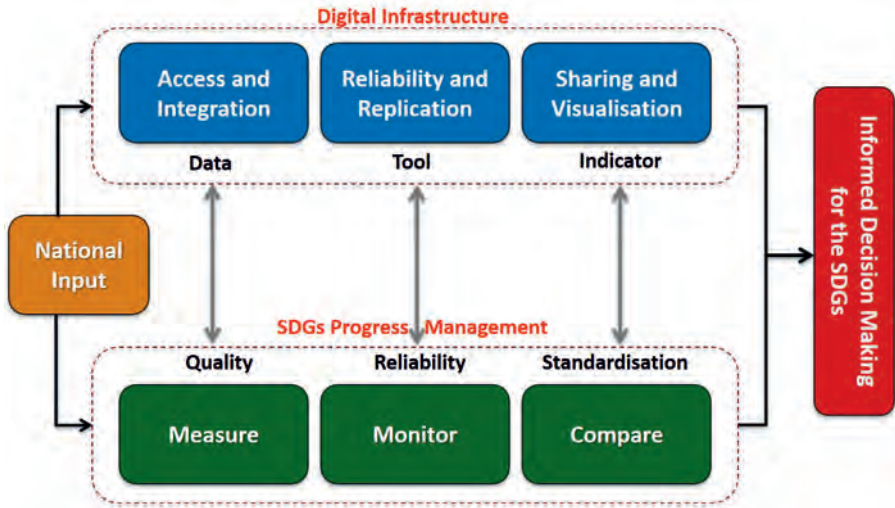 Digital Infrastructure
Access and
Integration
Reliability and
Replication
Sharing and
Visualisation
Data
Tool
Indicator
National
Input
SDGs Progress Management
Quality
Reliability
Standardisation
Measure
Monitor
Compare
Informed Decision Making
for the SDGs